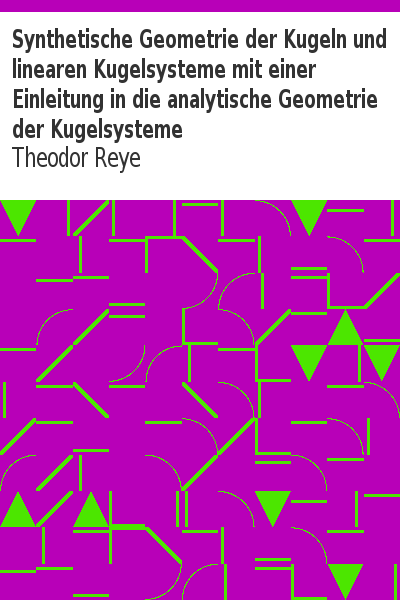 Synthetische Geometrie der Kugeln und
linearen Kugelsysteme mit einer
Einleitung in die analytische Geometrie
der Kugelsysteme
Theodor Reye